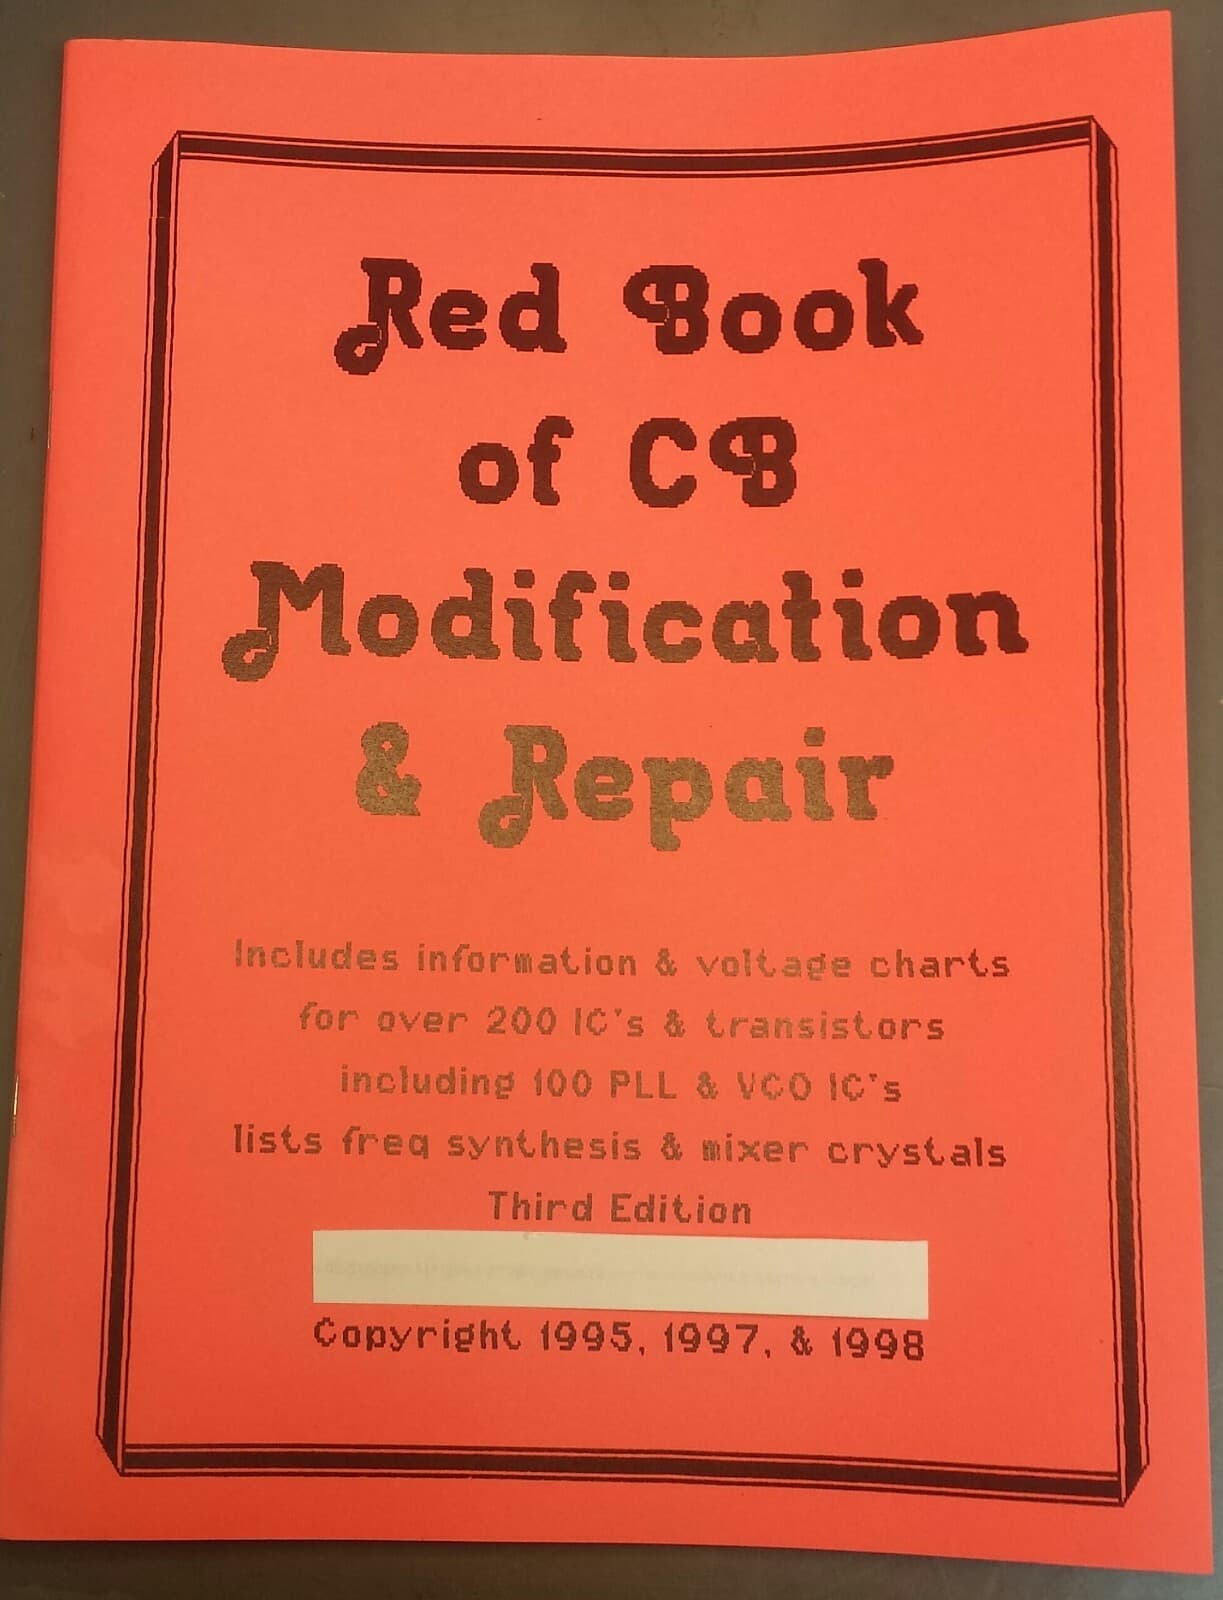 Red Book
of CB
Modification
& Repair
Includes information & voltage charts
for over 200 IC's & transistors
including 100 PLL & VCO IC's
lists freq synthesis & mixer crystals
Third Edition
Copyright 1995, 1997, & 1998